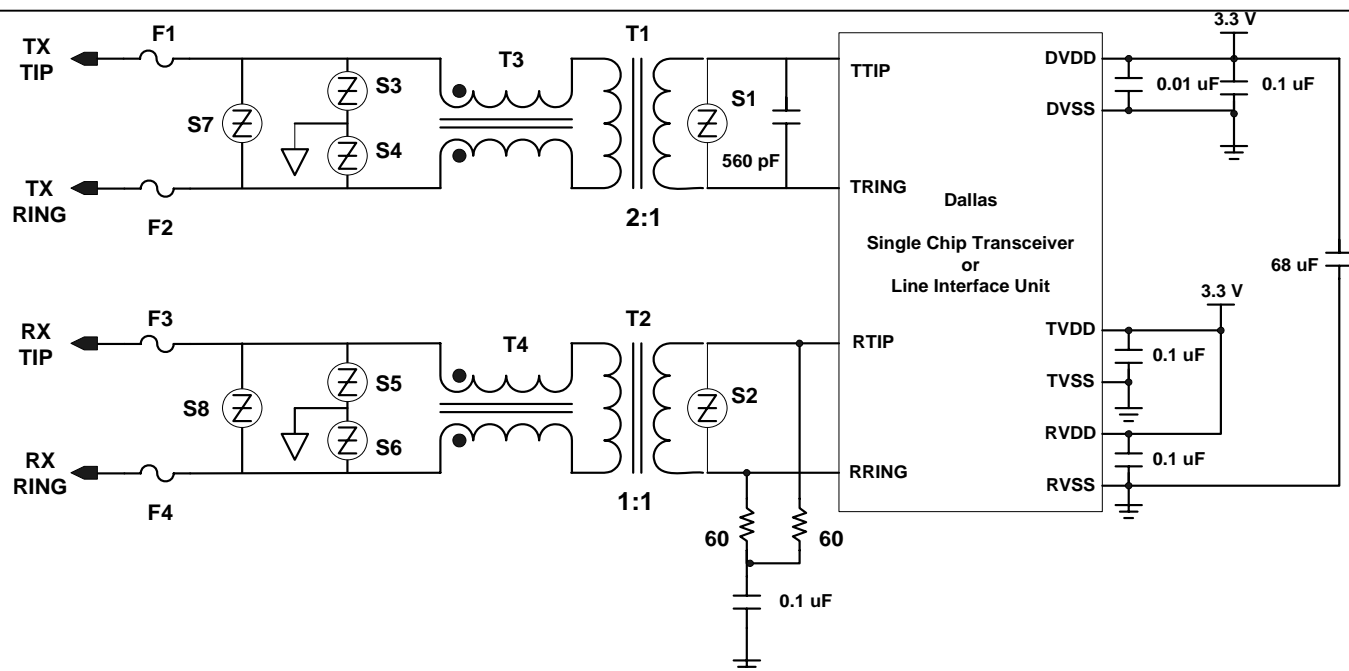 TX
TIP
F1
S7
S3
S4
T3
T1
S1
560 pF
TX
RING
F2
2:1
RX
TIP
F3
S8
S5
S6
T4
T2
S2
RX
RING
F4
1:1
60
60
0.1 uF
TTIP
TRING
RTIP
RRING
Dallas
Single Chip Transceiver
or
Line Interface Unit
DVDD
DVSS
TVDD
TVSS
RVDD
RVSS
3.3 V
0.01 uF
0.1 uF
68 uF
3.3 V
0.1 uF
0.1 uF